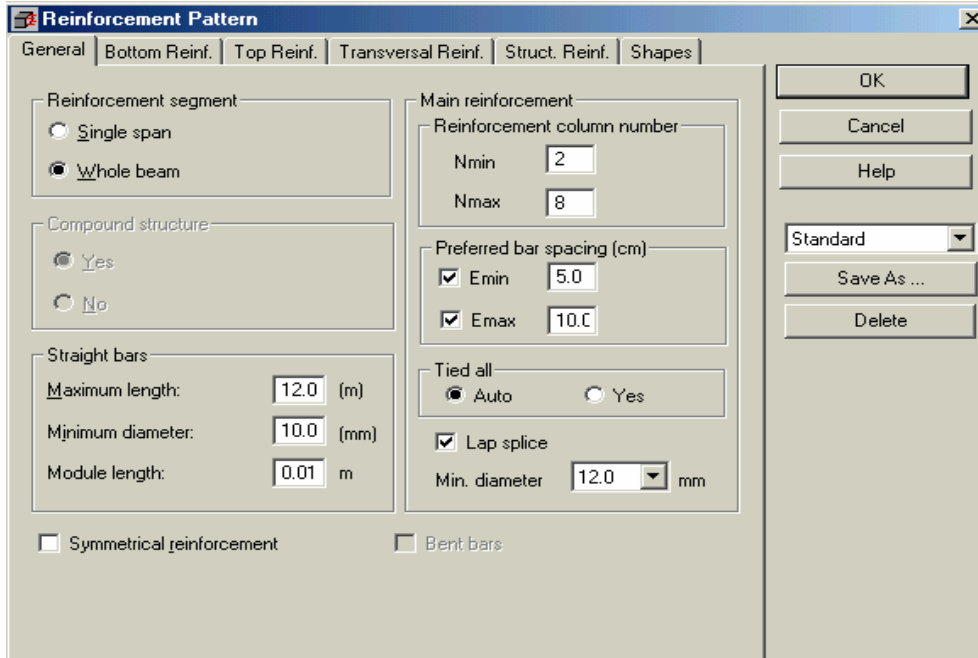 Reinforcement Pattern
General Bottom Reinf. Top Reinf. Transversal Reinf. Struct. Reinf. Shapes
Reinforcement segment
Single span
Whole beam
Compound structure
Yes
No
Straight bars
Maximum length: 12.0 (m)
Minimum diameter: 10.0 (mm)
Module length: 0.01 m
Main reinforcement
Reinforcement column number
Nmin 2
Nmax 8
Preferred bar spacing (cm)
Emin 5.0
Emax 10.0
Tied all
Auto Yes
Lap splice
Min. diameter 12.0 mm
Symmetrical reinforcement Bent bars
OK
Cancel
Help
Standard
Save As ...
Delete